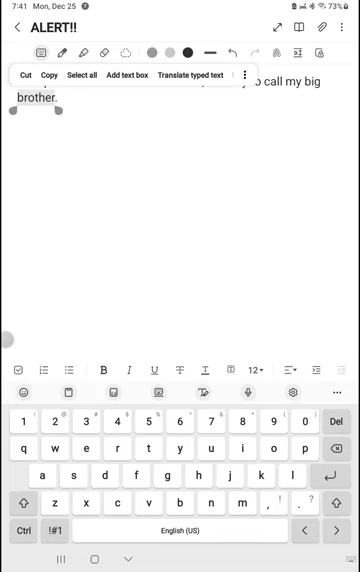 7:41 Mon, Dec 25
73%
ALERT!!
Cut Copy Select all Add text box Translate typed text
to call my big
brother.
B I U T T 12
1 2 3 4 5 6 7 8 9 0 Del
! @ # $ % ^ & * ( )
q w e r t y u i o p
a s d f g h j k l
z x c v b n m , ! . ?
Ctrl !#1 English (US) < >